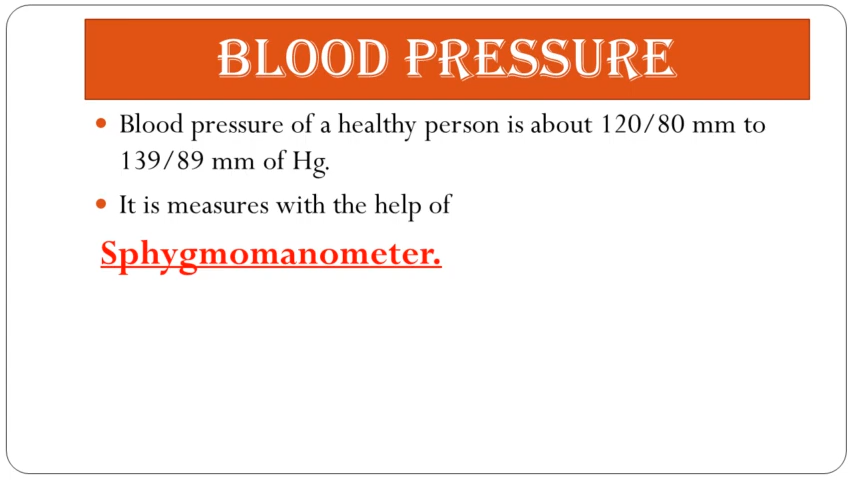 BLOOD PRESSURE
• Blood pressure of a healthy person is about 120/80 mm to
139/89 mm of Hg.
• It is measures with the help of
Sphygmomanometer.